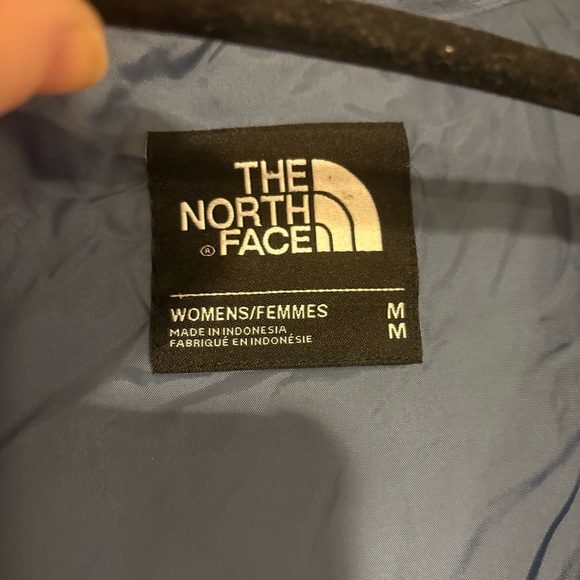 THE
NORTH
® FACE
WOMENS/FEMMES M
MADE IN INDONESIA M
FABRIQUÉ EN INDONÉSIE